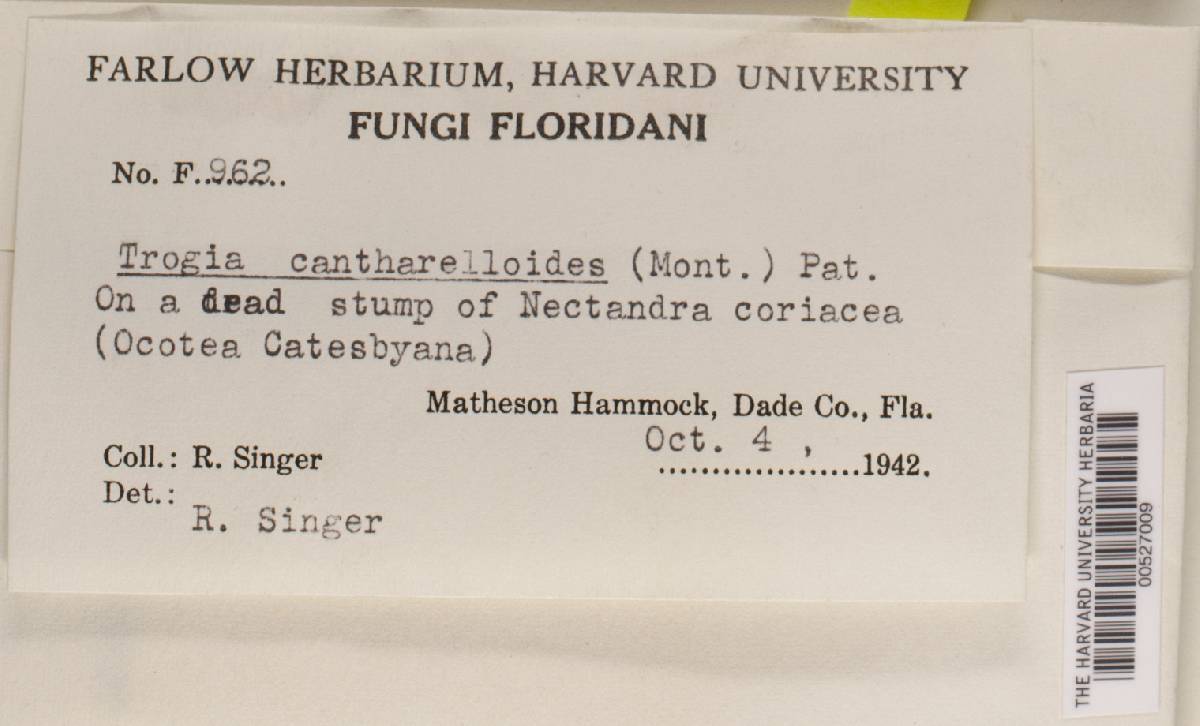 FARLOW HERBARIUM, HARVARD UNIVERSITY
FUNGI FLORIDANI
No. F..962..
Trogia cantharelloides (Mont.) Pat.
On a dead stump of Nectandra coriacea
(Ocotea Catesbyana)
Matheson Hammock, Dade Co., Fla.
Oct. 4 ,
...................1942.
Coll.: R. Singer
Det.:
R. Singer
THE HARVARD UNIVERSITY HERBARIA
00527009